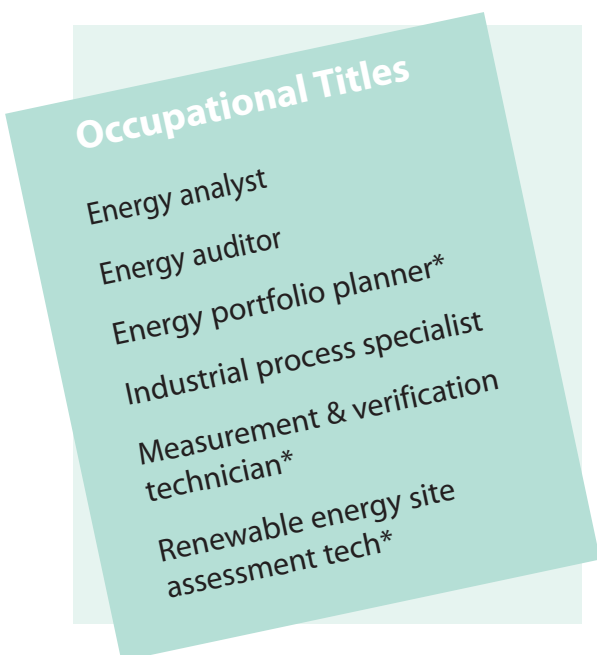 Occupational Titles
Energy analyst
Energy auditor
Energy portfolio planner*
Industrial process specialist
Measurement & verification
technician*
Renewable energy site
assessment tech*